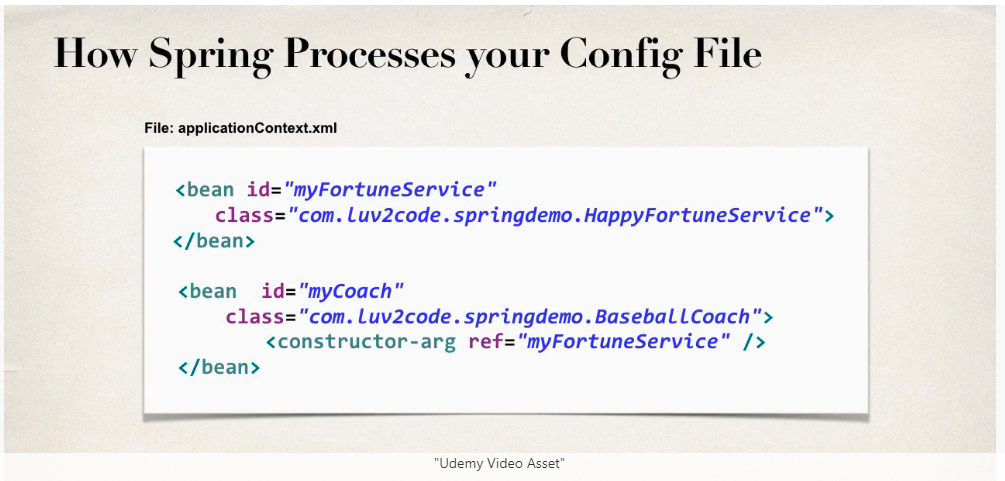 How Spring Processes your Config File
File: applicationContext.xml
<bean id="myFortuneService"
class="com.luv2code.springdemo.HappyFortuneService">
</bean>
<bean id="myCoach"
class="com.luv2code.springdemo.BaseballCoach">
<constructor-arg ref="myFortuneService" />
</bean>
"Udemy Video Asset"